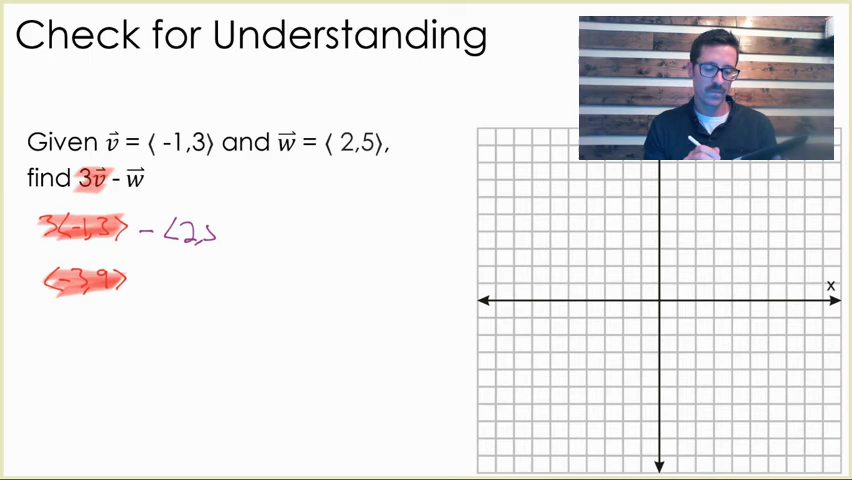 Check for Understanding
Given v⃗ = ⟨ -1,3⟩ and w⃗ = ⟨ 2,5⟩,
find 3v⃗ - w⃗
3⟨-1,3⟩ - ⟨2,5
⟨-3,9⟩
x